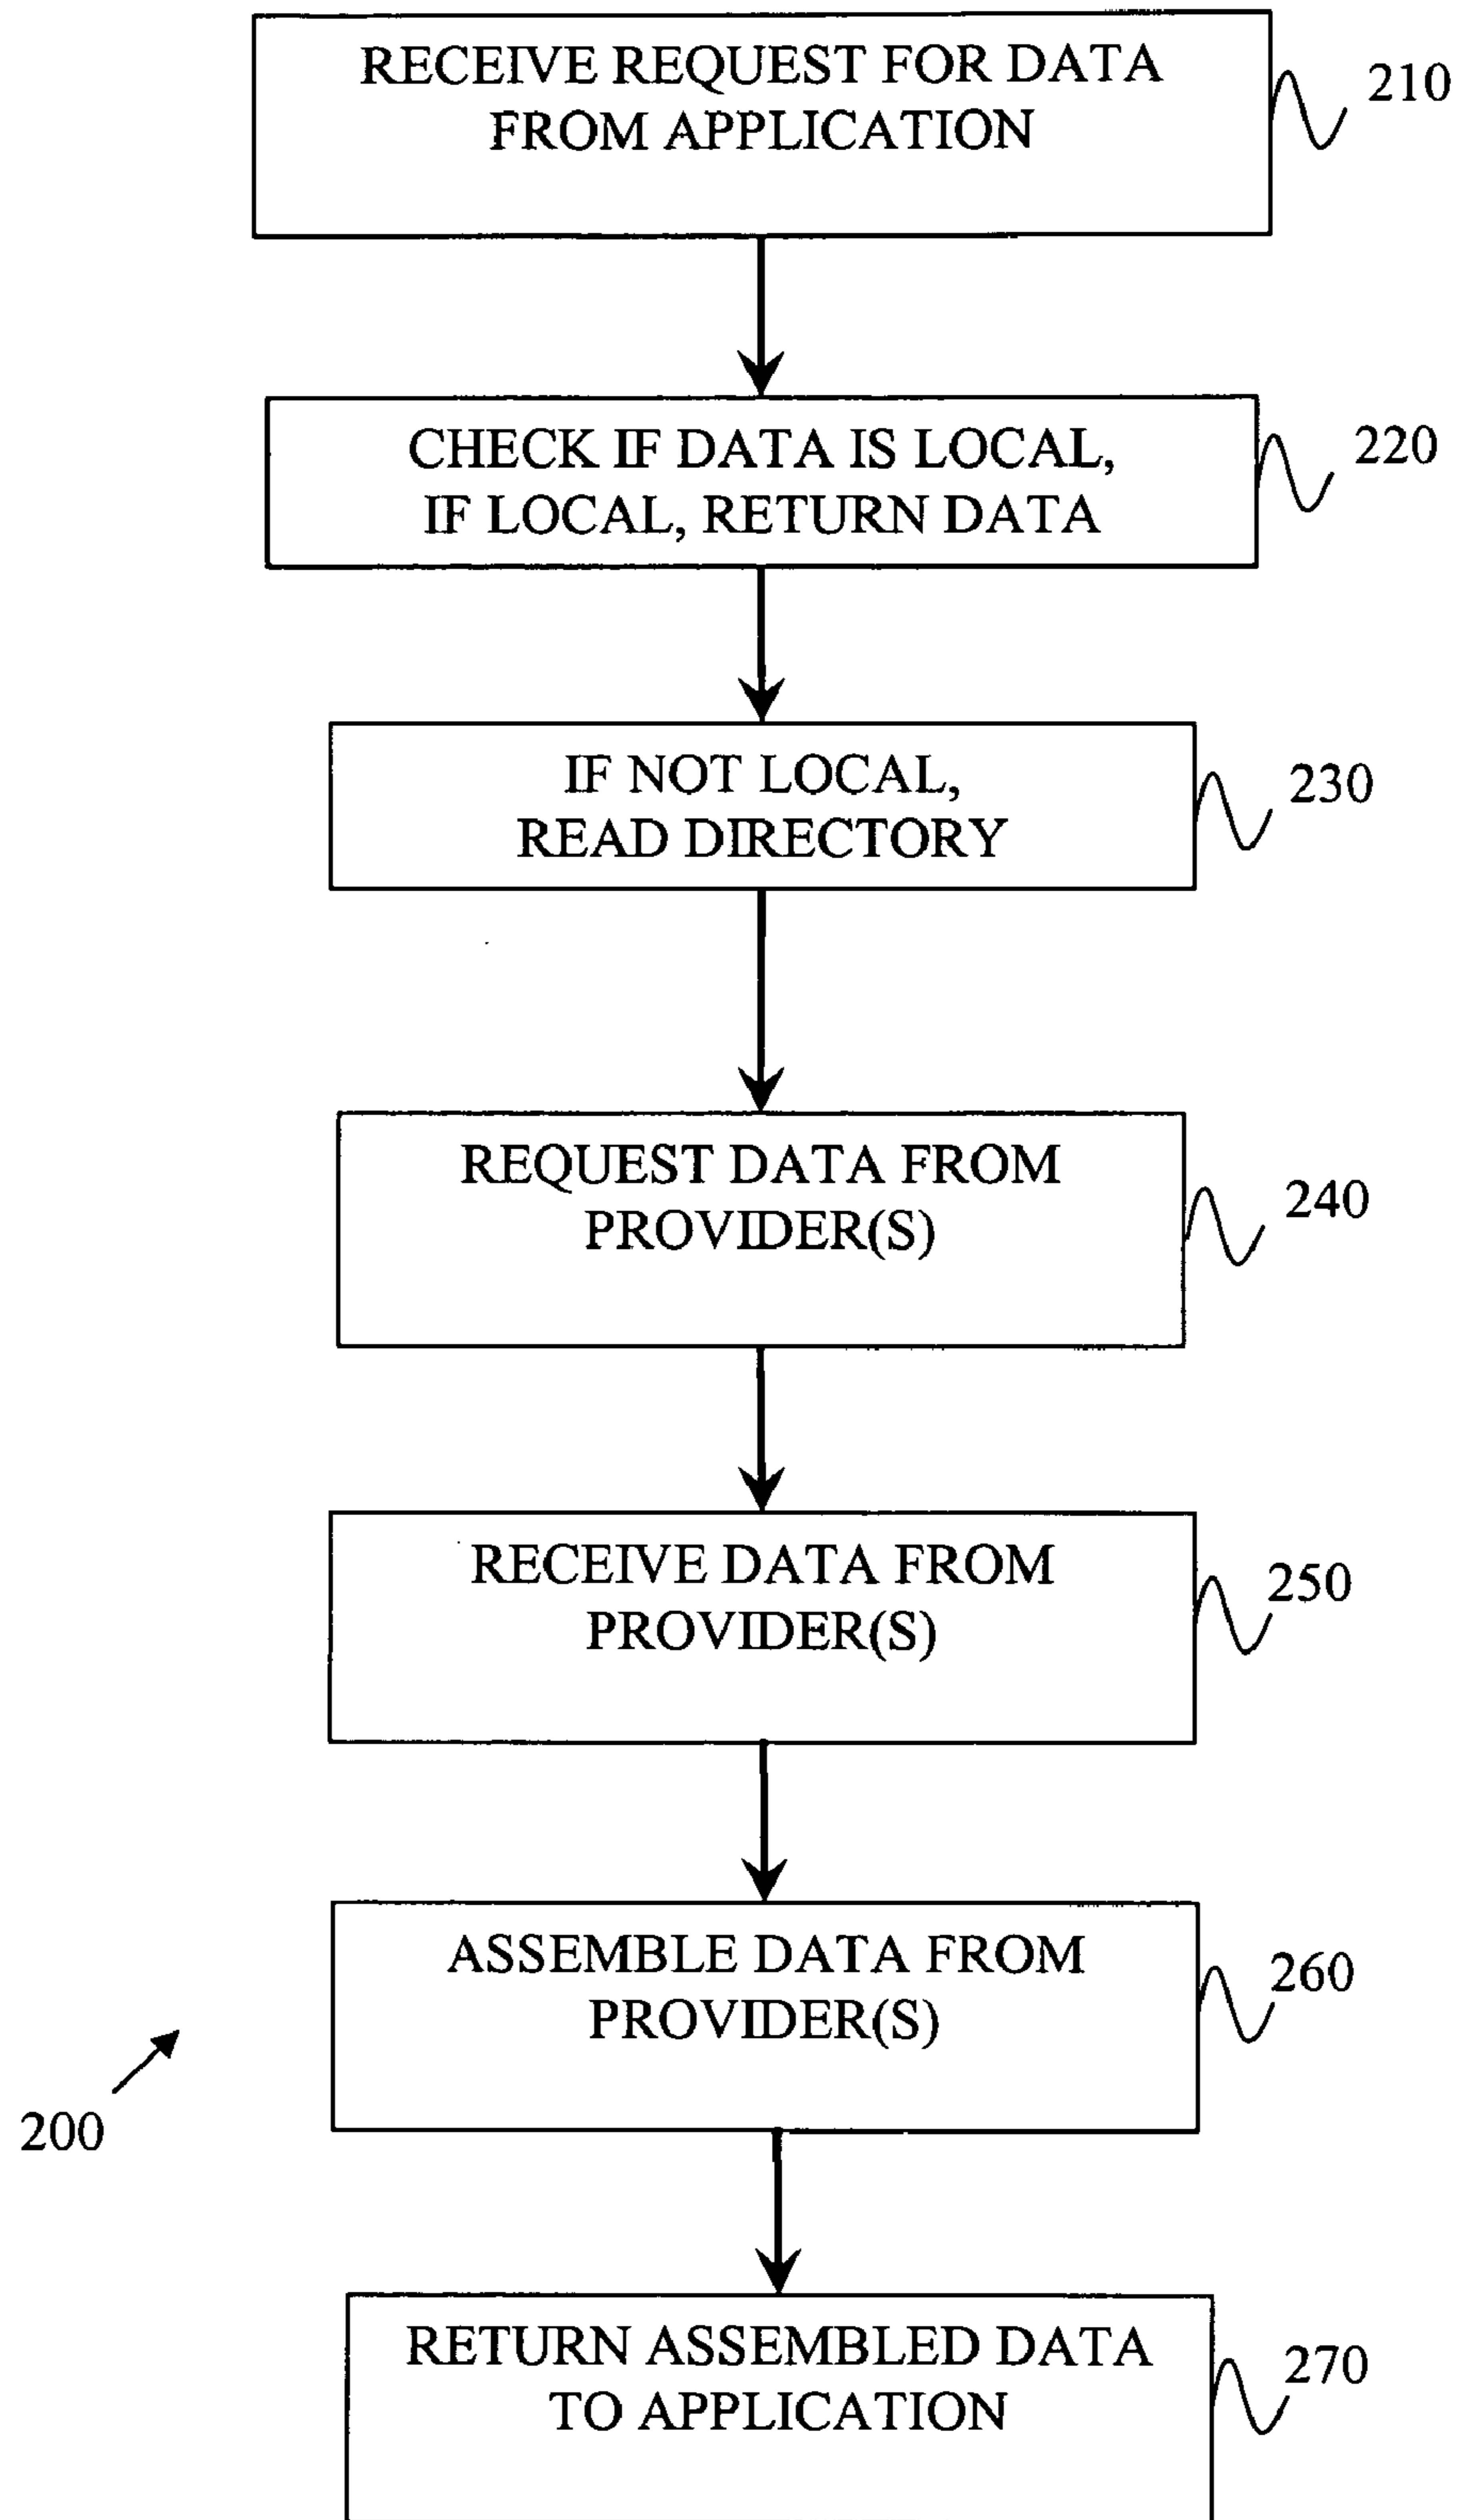 RECEIVE REQUEST FOR DATA
FROM APPLICATION
210
CHECK IF DATA IS LOCAL,
IF LOCAL, RETURN DATA
220
IF NOT LOCAL,
READ DIRECTORY
230
REQUEST DATA FROM
PROVIDER(S)
240
RECEIVE DATA FROM
PROVIDER(S)
250
ASSEMBLE DATA FROM
PROVIDER(S)
260
200
RETURN ASSEMBLED DATA
TO APPLICATION
270